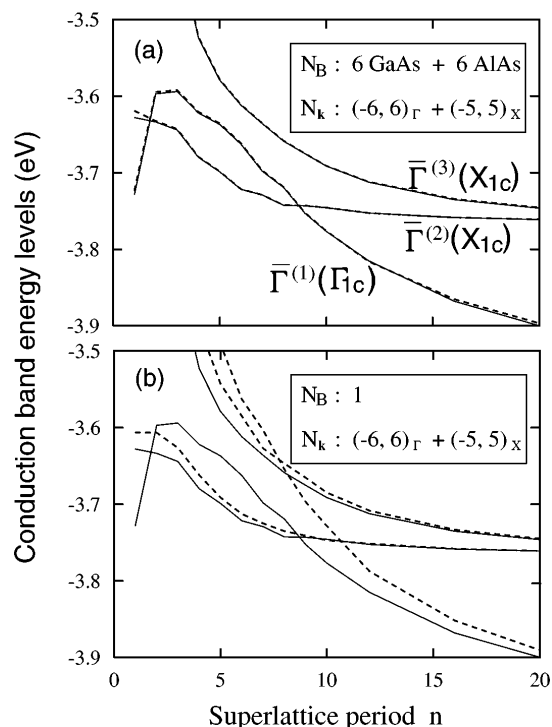 Conduction band energy levels (eV)
-3.5
(a)
N_B : 6 GaAs + 6 AlAs
N_k : (-6, 6)_Γ + (-5, 5)_X
-3.6
-3.7
Γ̅^(3)(X_1c)
Γ̅^(2)(X_1c)
-3.8
Γ̅^(1)(Γ_1c)
-3.9
-3.5
(b)
N_B : 1
N_k : (-6, 6)_Γ + (-5, 5)_X
-3.6
-3.7
-3.8
-3.9
0 5 10 15 20
Superlattice period n